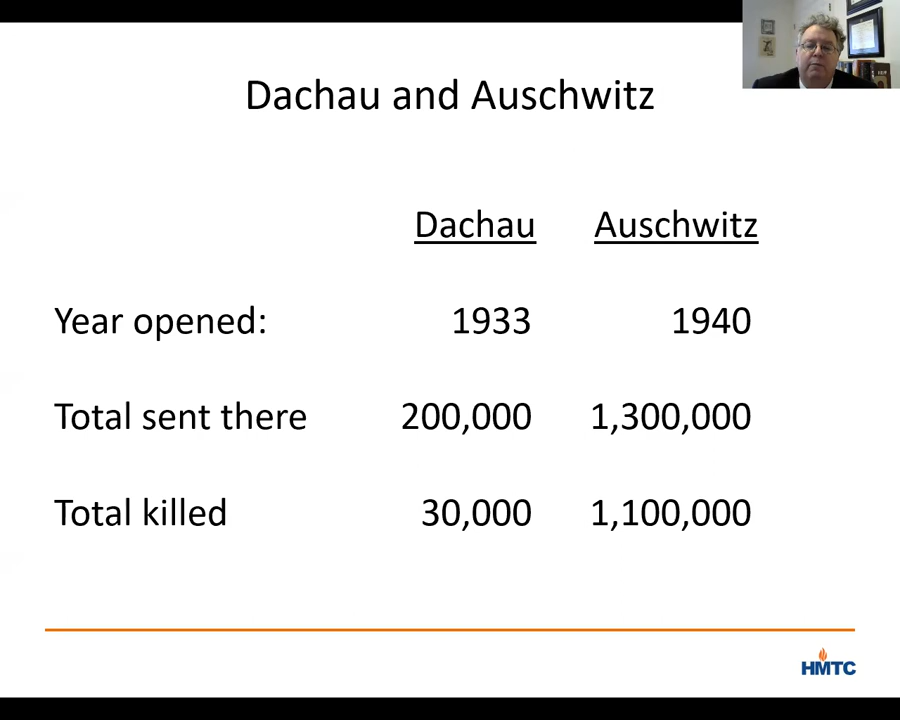 Dachau and Auschwitz
Dachau Auschwitz
Year opened: 1933 1940
Total sent there 200,000 1,300,000
Total killed 30,000 1,100,000
HMTC